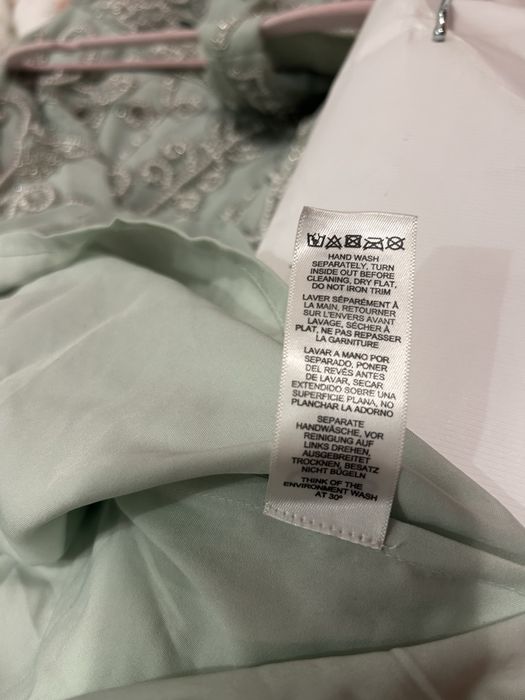 HAND WASH
SEPARATELY, TURN
INSIDE OUT BEFORE
CLEANING, DRY FLAT,
DO NOT IRON TRIM
LAVER SÉPARÉMENT À
LA MAIN, RETOURNER
SUR L'ENVERS AVANT
LAVAGE, SÉCHER À
PLAT, NE PAS REPASSER
LA GARNITURE
LAVAR A MANO POR
SEPARADO, PONER
DEL REVÉS ANTES
DE LAVAR, SECAR
EXTENDIDO SOBRE UNA
SUPERFICIE PLANA, NO
PLANCHAR LA ADORNO
SEPARATE
HANDWÄSCHE, VOR
REINIGUNG AUF
LINKS DREHEN,
AUSGEBREITET
TROCKNEN, BESATZ
NICHT BÜGELN
THINK OF THE
ENVIRONMENT WASH
AT 30°